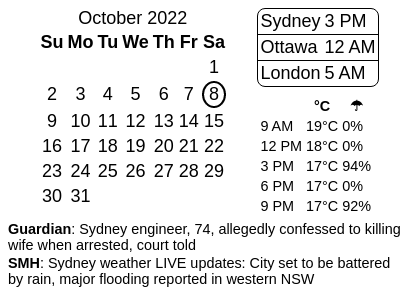 October 2022
Su Mo Tu We Th Fr Sa
1
2 3 4 5 6 7 8
9 10 11 12 13 14 15
16 17 18 19 20 21 22
23 24 25 26 27 28 29
30 31
Sydney 3 PM
Ottawa 12 AM
London 5 AM
°C ☂
9 AM 19°C 0%
12 PM 18°C 0%
3 PM 17°C 94%
6 PM 17°C 0%
9 PM 17°C 92%
Guardian: Sydney engineer, 74, allegedly confessed to killing
wife when arrested, court told
SMH: Sydney weather LIVE updates: City set to be battered
by rain, major flooding reported in western NSW